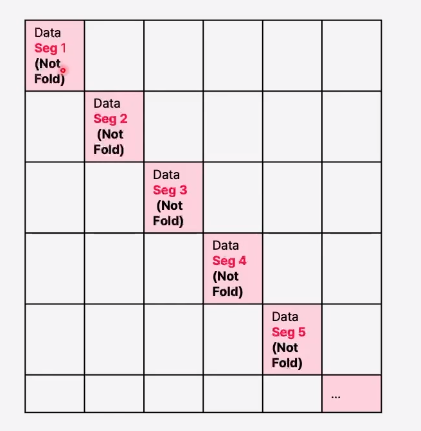 Data
Seg 1
(Not
Fold)
Data
Seg 2
(Not
Fold)
Data
Seg 3
(Not
Fold)
Data
Seg 4
(Not
Fold)
Data
Seg 5
(Not
Fold)
...